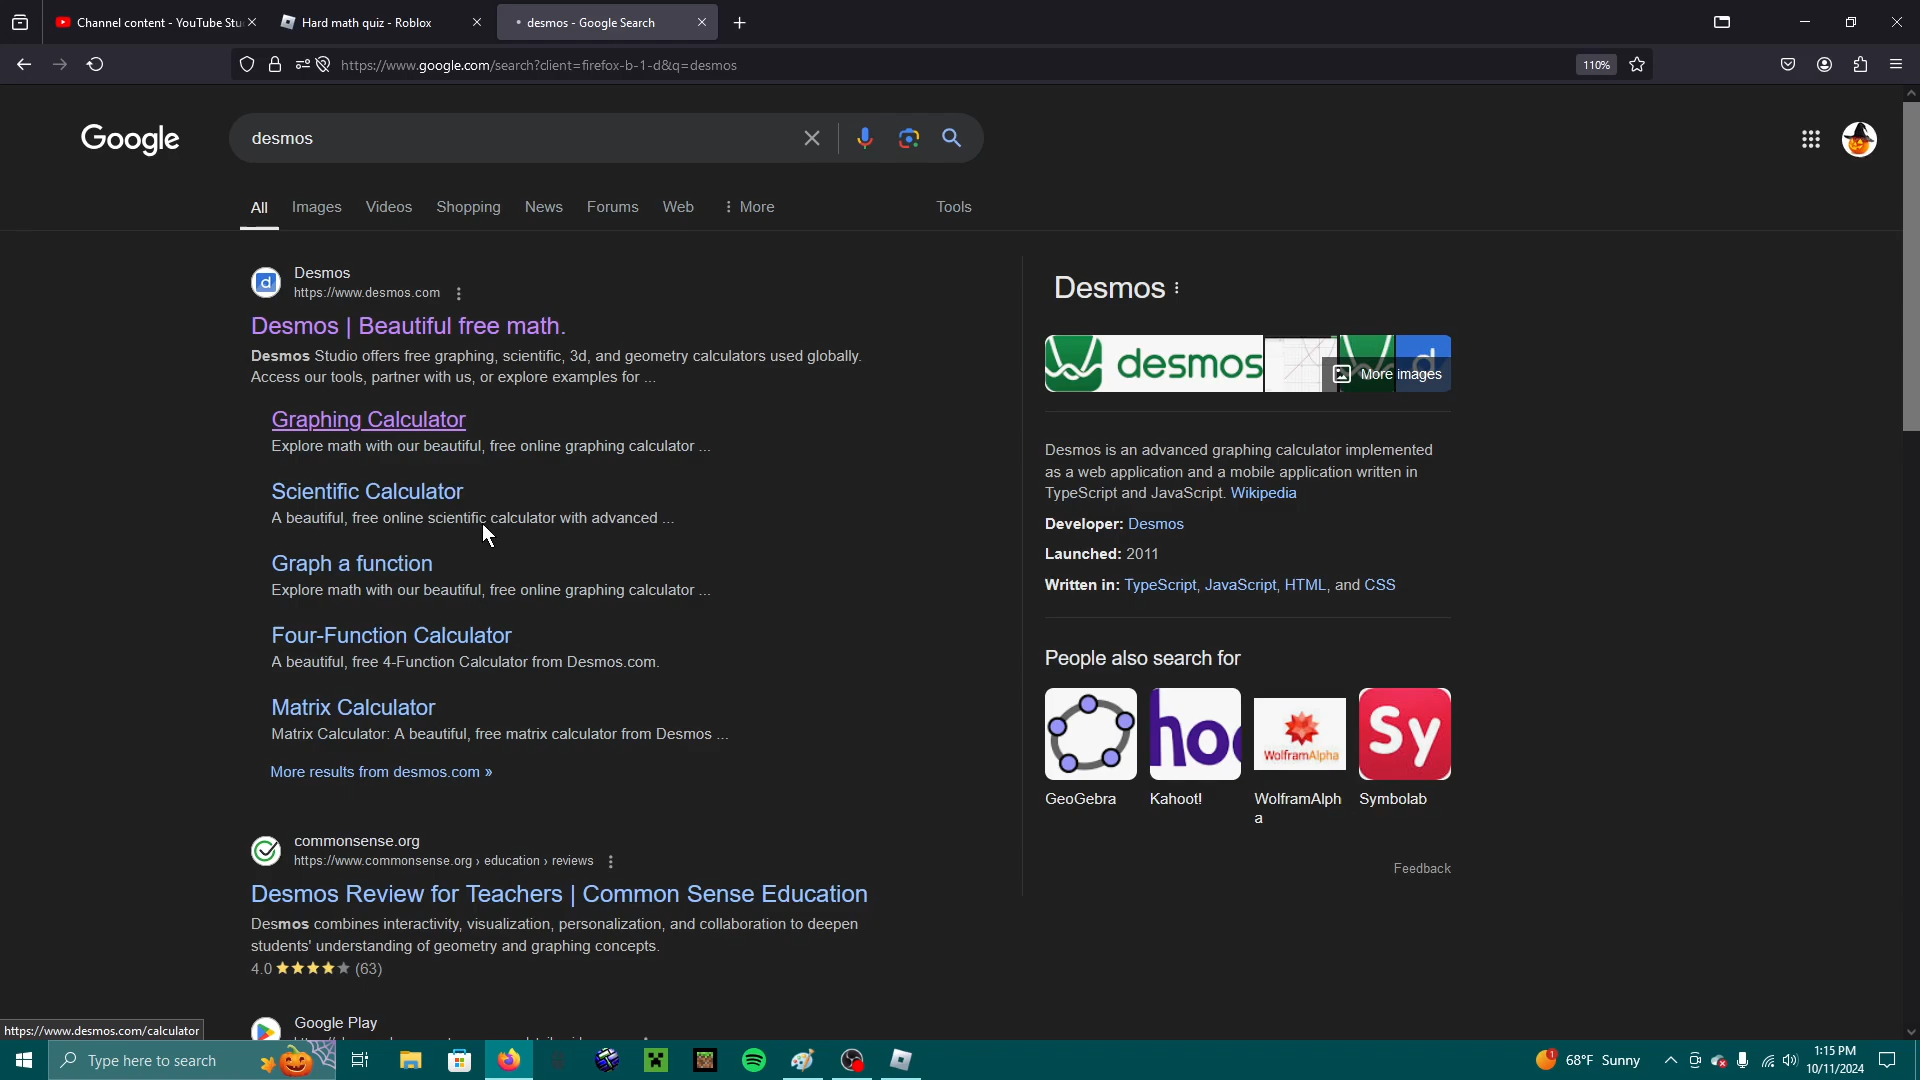 Channel content - YouTube Stu
Hard math quiz - Roblox
desmos - Google Search
https://www.google.com/search?client=firefox-b-1-d&q=desmos
110%
Google
desmos
All
Images
Videos
Shopping
News
Forums
Web
More
Tools
d
Desmos
https://www.desmos.com
Desmos | Beautiful free math.
Desmos Studio offers free graphing, scientific, 3d, and geometry calculators used globally.
Access our tools, partner with us, or explore examples for ...
Graphing Calculator
Explore math with our beautiful, free online graphing calculator ...
Scientific Calculator
A beautiful, free online scientific calculator with advanced ...
Graph a function
Explore math with our beautiful, free online graphing calculator ...
Four-Function Calculator
A beautiful, free 4-Function Calculator from Desmos.com.
Matrix Calculator
Matrix Calculator: A beautiful, free matrix calculator from Desmos ...
More results from desmos.com »
commonsense.org
https://www.commonsense.org › education › reviews
Desmos Review for Teachers | Common Sense Education
Desmos combines interactivity, visualization, personalization, and collaboration to deepen
students' understanding of geometry and graphing concepts.
4.0 ★★★★★ (63)
Google Play
Desmos
desmos
d
More images
Desmos is an advanced graphing calculator implemented
as a web application and a mobile application written in
TypeScript and JavaScript. Wikipedia
Developer: Desmos
Launched: 2011
Written in: TypeScript, JavaScript, HTML, and CSS
People also search for
hoo
WolframAlpha
Sy
GeoGebra
Kahoot!
WolframAlph
a
Symbolab
Feedback
https://www.desmos.com/calculator
Type here to search
1
68°F Sunny
1:15 PM
10/11/2024